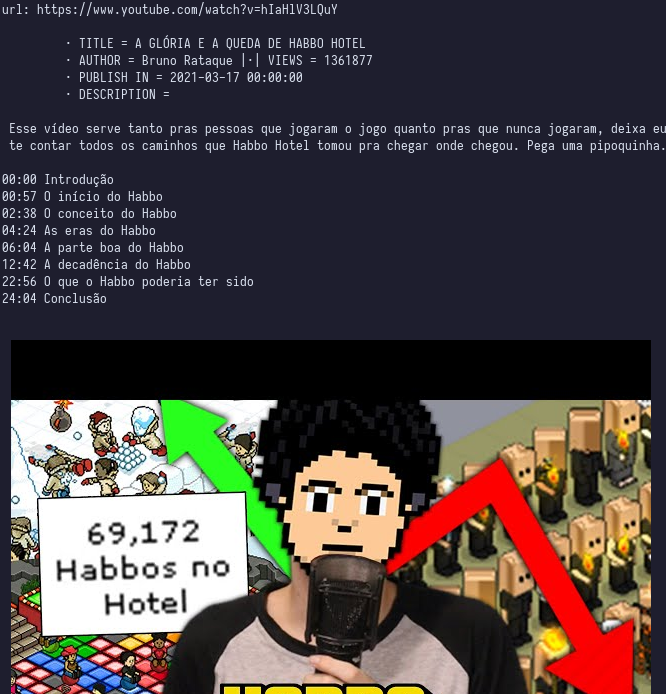 url: https://www.youtube.com/watch?v=hIaHlV3LQuY
· TITLE = A GLÓRIA E A QUEDA DE HABBO HOTEL
· AUTHOR = Bruno Rataque |·| VIEWS = 1361877
· PUBLISH IN = 2021-03-17 00:00:00
· DESCRIPTION =
Esse vídeo serve tanto pras pessoas que jogaram o jogo quanto pras que nunca jogaram, deixa eu
te contar todos os caminhos que Habbo Hotel tomou pra chegar onde chegou. Pega uma pipoquinha.
00:00 Introdução
00:57 O início do Habbo
02:38 O conceito do Habbo
04:24 As eras do Habbo
06:04 A parte boa do Habbo
12:42 A decadência do Habbo
22:56 O que o Habbo poderia ter sido
24:04 Conclusão
69,172
Habbos no
Hotel